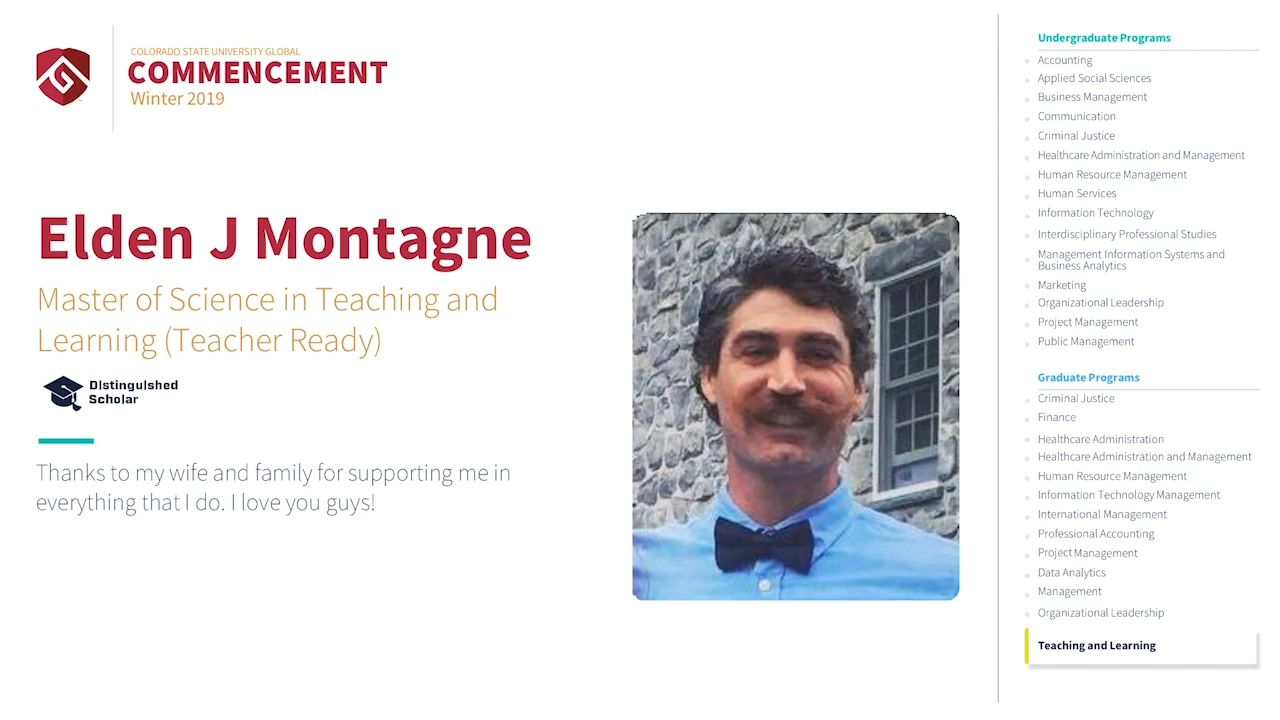 COLORADO STATE UNIVERSITY GLOBAL
COMMENCEMENT
Winter 2019
Elden J Montagne
Master of Science in Teaching and
Learning (Teacher Ready)
Distinguished
Scholar
Thanks to my wife and family for supporting me in
everything that I do. I love you guys!
Undergraduate Programs
Accounting
Applied Social Sciences
Business Management
Communication
Criminal Justice
Healthcare Administration and Management
Human Resource Management
Human Services
Information Technology
Interdisciplinary Professional Studies
Management Information Systems and
Business Analytics
Marketing
Organizational Leadership
Project Management
Public Management
Graduate Programs
Criminal Justice
Finance
Healthcare Administration
Healthcare Administration and Management
Human Resource Management
Information Technology Management
International Management
Professional Accounting
Project Management
Data Analytics
Management
Organizational Leadership
Teaching and Learning